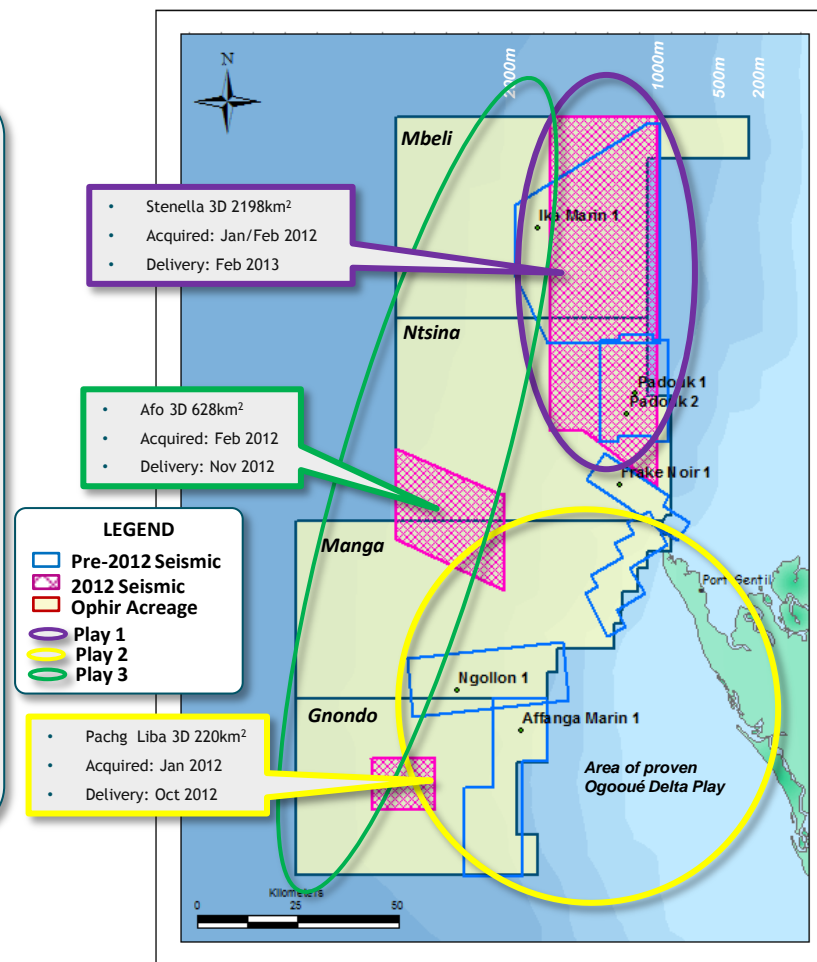 N
2000m
1000m
500m
200m
Mbeli
• Stenella 3D 2198km²
• Acquired: Jan/Feb 2012
• Delivery: Feb 2013
Ika Marin 1
Ntsina
Padouk 1
Padouk 2
• Afo 3D 628km²
• Acquired: Feb 2012
• Delivery: Nov 2012
Frake Noir 1
LEGEND
Pre-2012 Seismic
2012 Seismic
Ophir Acreage
Play 1
Play 2
Play 3
Manga
Port Gentil
Ngollon 1
Gnondo
Affanga Marin 1
• Pachg Liba 3D 220km²
• Acquired: Jan 2012
• Delivery: Oct 2012
Area of proven
Ogooué Delta Play
Kilometers
0 25 50